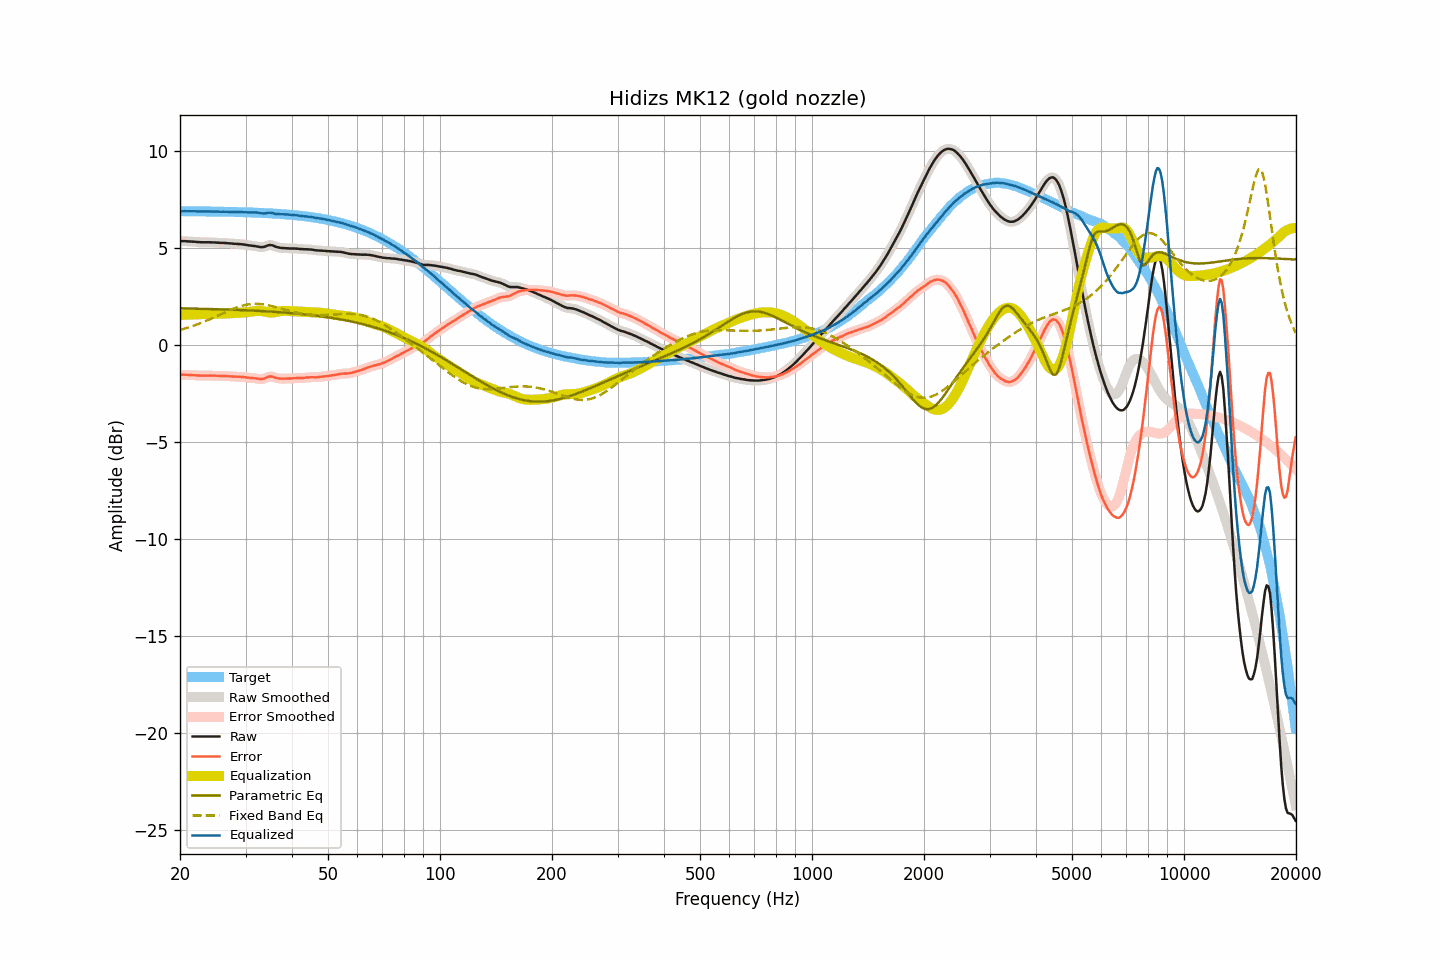 Hidizs MK12 (gold nozzle)
10
5
0
−5
−10
−15
−20
−25
Amplitude (dBr)
Target
Raw Smoothed
Error Smoothed
Raw
Error
Equalization
Parametric Eq
Fixed Band Eq
Equalized
20 50 100 200 500 1000 2000 5000 10000 20000
Frequency (Hz)